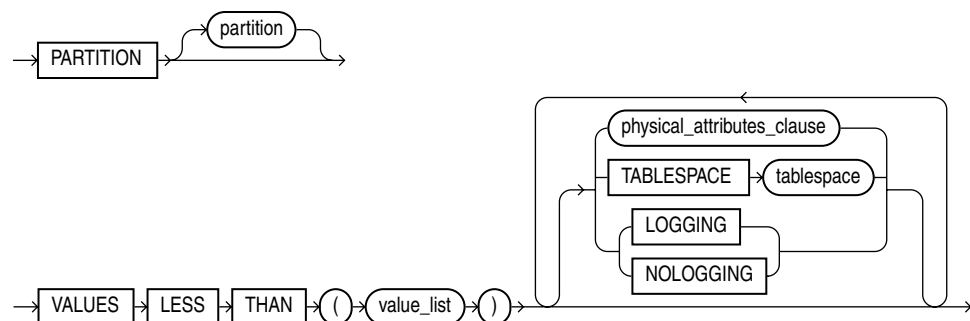 partition
PARTITION
physical_attributes_clause
TABLESPACE tablespace
LOGGING
NOLOGGING
VALUES LESS THAN ( value_list )